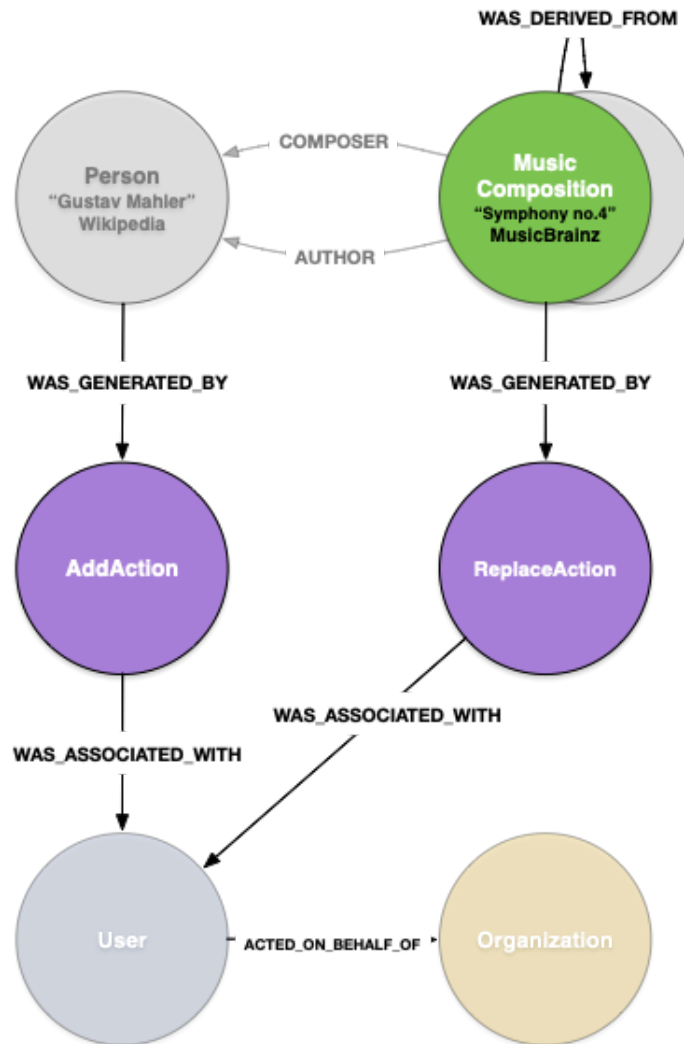 WAS_DERIVED_FROM
COMPOSER
Person
“Gustav Mahler”
Wikipedia
Music
Composition
“Symphony no.4”
MusicBrainz
AUTHOR
WAS_GENERATED_BY
WAS_GENERATED_BY
AddAction
ReplaceAction
WAS_ASSOCIATED_WITH
WAS_ASSOCIATED_WITH
User
ACTED_ON_BEHALF_OF
Organization